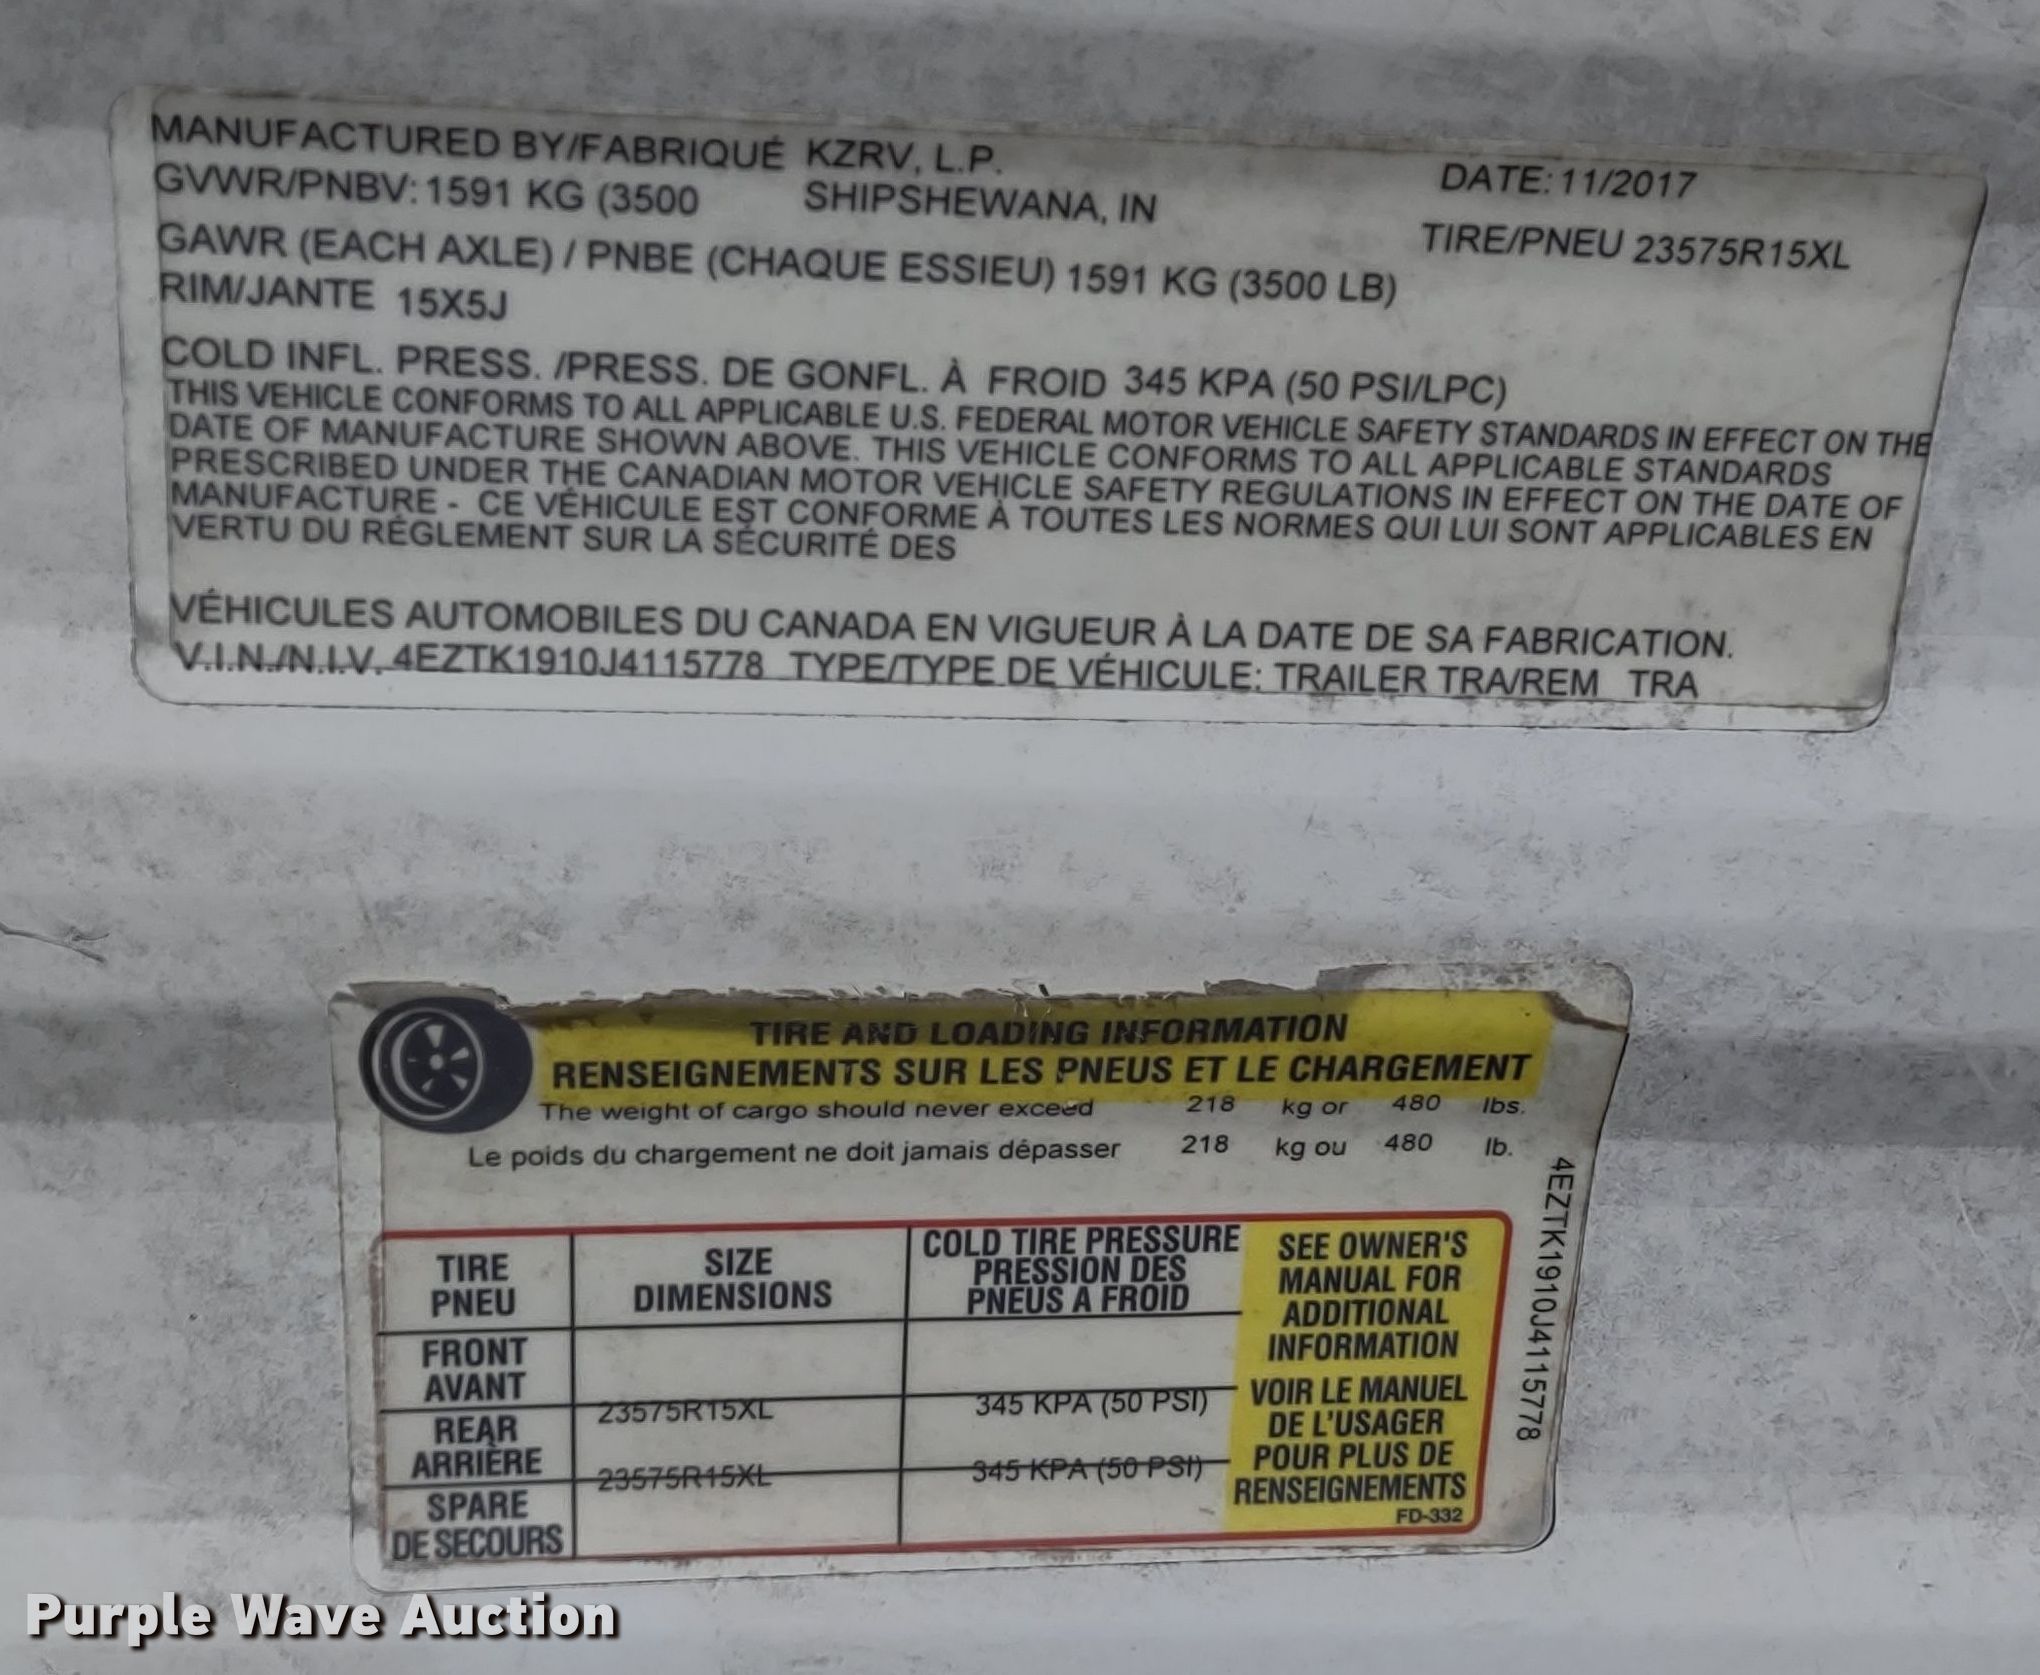 MANUFACTURED BY/FABRIQUÉ KZRV, L.P.
DATE: 11/2017
GVWR/PNBV: 1591 KG (3500 SHIPSHEWANA, IN
TIRE/PNEU 23575R15XL
GAWR (EACH AXLE) / PNBE (CHAQUE ESSIEU) 1591 KG (3500 LB)
RIM/JANTE 15X5J
COLD INFL. PRESS. /PRESS. DE GONFL. À FROID 345 KPA (50 PSI/LPC)
THIS VEHICLE CONFORMS TO ALL APPLICABLE U.S. FEDERAL MOTOR VEHICLE SAFETY STANDARDS IN EFFECT ON THE
DATE OF MANUFACTURE SHOWN ABOVE. THIS VEHICLE CONFORMS TO ALL APPLICABLE STANDARDS
PRESCRIBED UNDER THE CANADIAN MOTOR VEHICLE SAFETY REGULATIONS IN EFFECT ON THE DATE OF
MANUFACTURE - CE VÉHICULE EST CONFORME À TOUTES LES NORMES QUI LUI SONT APPLICABLES EN
VERTU DU RÉGLEMENT SUR LA SÉCURITÉ DES
VÉHICULES AUTOMOBILES DU CANADA EN VIGUEUR À LA DATE DE SA FABRICATION.
V.I.N./N.I.V. 4EZTK1910J4115778 TYPE/TYPE DE VÉHICULE: TRAILER TRA/REM TRA
TIRE AND LOADING INFORMATION
RENSEIGNEMENTS SUR LES PNEUS ET LE CHARGEMENT
The weight of cargo should never exceed 218 kg or 480 lbs.
Le poids du chargement ne doit jamais dépasser 218 kg ou 480 lb.
4EZTK1910J4115778
TIRE
PNEU
SIZE
DIMENSIONS
COLD TIRE PRESSURE
PRESSION DES
PNEUS A FROID
FRONT
AVANT
23575R15XL
345 KPA (50 PSI)
REAR
ARRIÈRE
23575R15XL
345 KPA (50 PSI)
SPARE
DE SECOURS
SEE OWNER'S
MANUAL FOR
ADDITIONAL
INFORMATION
VOIR LE MANUEL
DE L'USAGER
POUR PLUS DE
RENSEIGNEMENTS
FD-332
Purple Wave Auction